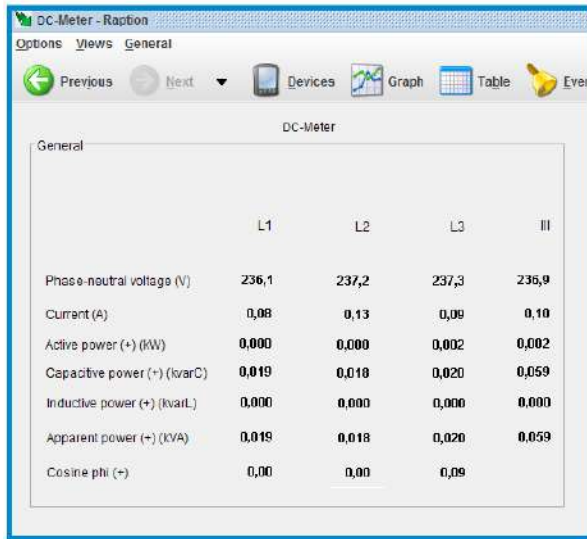 DC-Meter - Raption
Options Views General
Previous Next Devices Graph Table Ever
DC-Meter
General
L1 L2 L3 III
Phase-neutral voltage (V) 236,1 237,2 237,3 236,9
Current (A) 0,08 0,13 0,09 0,10
Active power (+) (kW) 0,000 0,000 0,002 0,002
Capacitive power (+) (kvarC) 0,019 0,018 0,020 0,059
Inductive power (+) (kvarL) 0,000 0,000 0,000 0,000
Apparent power (+) (kVA) 0,019 0,018 0,020 0,059
Cosine phi (+) 0,00 0,00 0,09